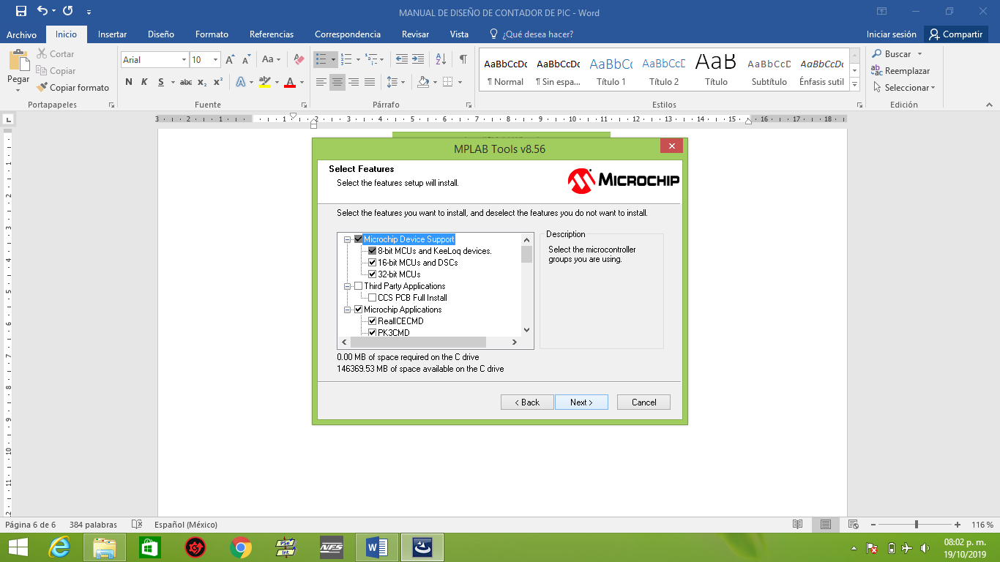 MANUAL DE DISEÑO DE CONTADOR DE PIC - Word
Archivo Inicio Insertar Diseño Formato Referencias Correspondencia Revisar Vista ¿Qué desea hacer? Iniciar sesión Compartir
Pegar
Cortar
Copiar
Copiar formato
Portapapeles
Arial 10
N K S abc x₂ x²
Fuente
Párrafo
AaBbCcDc AaBbCcDc AaBbCc AaBbCcD AaB AaBbCcD AaBbCcDc
¶ Normal ¶ Sin espa... Título 1 Título 2 Título Subtítulo Énfasis sutil
Estilos
Buscar
Reemplazar
Seleccionar
Edición
3 2 1 1 2 3 4 5 6 7 8 9 10 11 12 13 14 15 16 17 18
MPLAB Tools v8.56
Select Features
Select the features setup will install.
MICROCHIP
Select the features you want to install, and deselect the features you do not want to install.
Microchip Device Support
8-bit MCUs and KeeLoq devices.
16-bit MCUs and DSCs
32-bit MCUs
Third Party Applications
CCS PCB Full Install
Microchip Applications
RealICECMD
PK3CMD
Description
Select the microcontroller
groups you are using.
0.00 MB of space required on the C drive
146369.53 MB of space available on the C drive
< Back Next > Cancel
Página 6 de 6 384 palabras Español (México) 116 %
PSe
Int
NFS
08:02 p. m.
19/10/2019